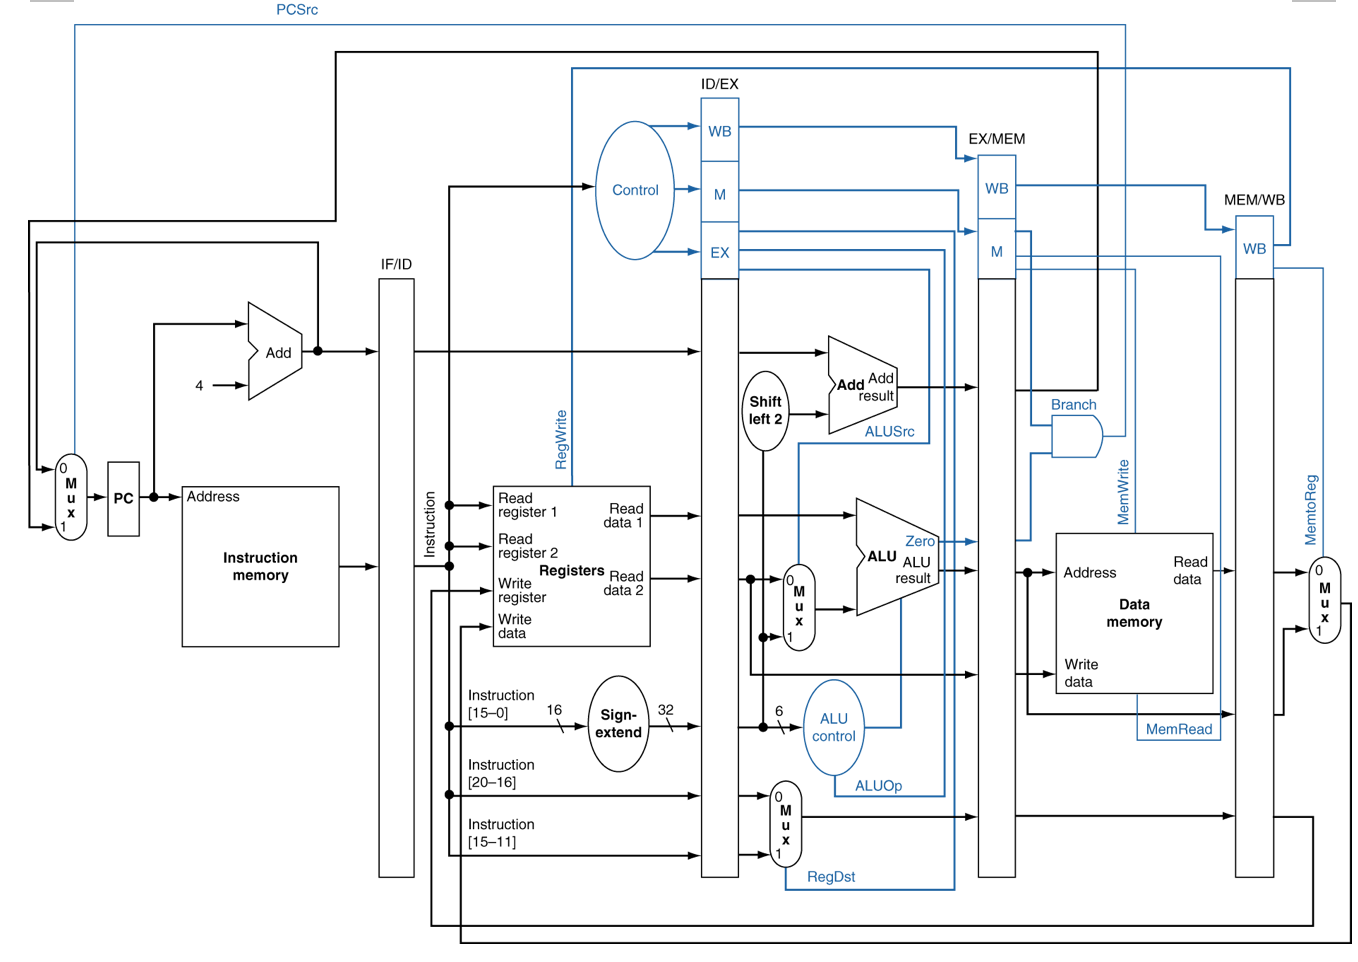 PCSrc
ID/EX
WB
M
EX
Control
EX/MEM
WB
M
MEM/WB
WB
IF/ID
Add
4
Shift
left 2
Add
Add
result
ALUSrc
Branch
RegWrite
MemWrite
MemtoReg
0
M
u
x
1
PC
Address
Instruction
memory
Instruction
Read
register 1
Read
register 2
Write
register
Write
data
Registers
Read
data 1
Read
data 2
0
M
u
x
1
Zero
ALU
ALU
result
Address
Read
data
Data
memory
Write
data
0
M
u
x
1
MemRead
Instruction
[15–0]
16
Sign-
extend
32
6
ALU
control
ALUOp
Instruction
[20–16]
Instruction
[15–11]
0
M
u
x
1
RegDst